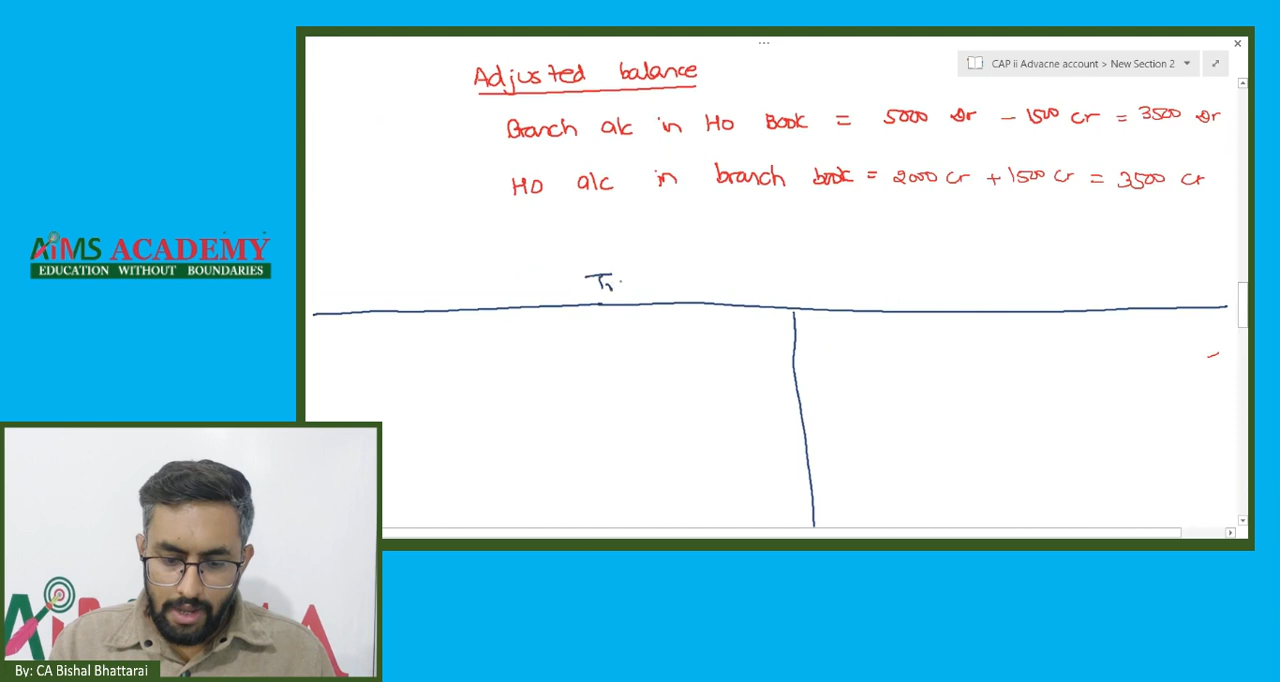 CAP ii Advacne account > New Section 2
Adjusted balance
Branch a/c in HO Book = 5000 Dr - 1500 Cr = 3500 Dr
HO a/c in branch book = 2000 Cr + 1500 Cr = 3500 Cr
AiMS ACADEMY
EDUCATION WITHOUT BOUNDARIES
By: CA Bishal Bhattarai